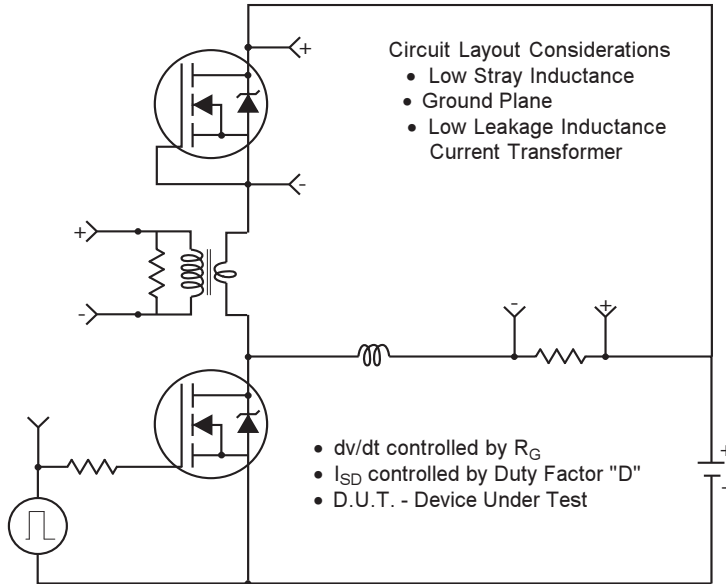 +
Circuit Layout Considerations
• Low Stray Inductance
• Ground Plane
• Low Leakage Inductance
Current Transformer
-
+
-
-
+
• dv/dt controlled by RG
• ISD controlled by Duty Factor "D"
• D.U.T. - Device Under Test
+
-